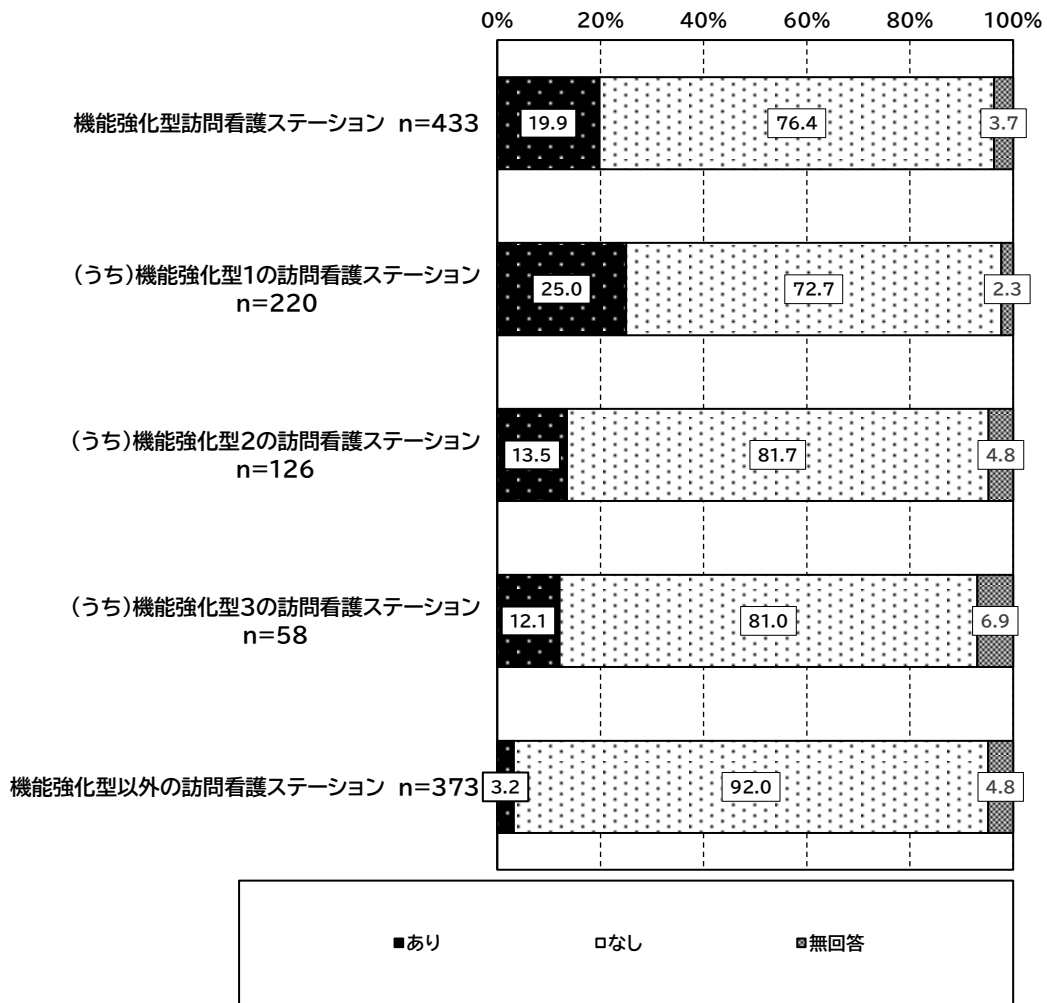 0% 20% 40% 60% 80% 100%
機能強化型訪問看護ステーション n=433
19.9 76.4 3.7
(うち)機能強化型1の訪問看護ステーション
n=220
25.0 72.7 2.3
(うち)機能強化型2の訪問看護ステーション
n=126
13.5 81.7 4.8
(うち)機能強化型3の訪問看護ステーション
n=58
12.1 81.0 6.9
機能強化型以外の訪問看護ステーション n=373
3.2 92.0 4.8
■あり □なし ▩無回答